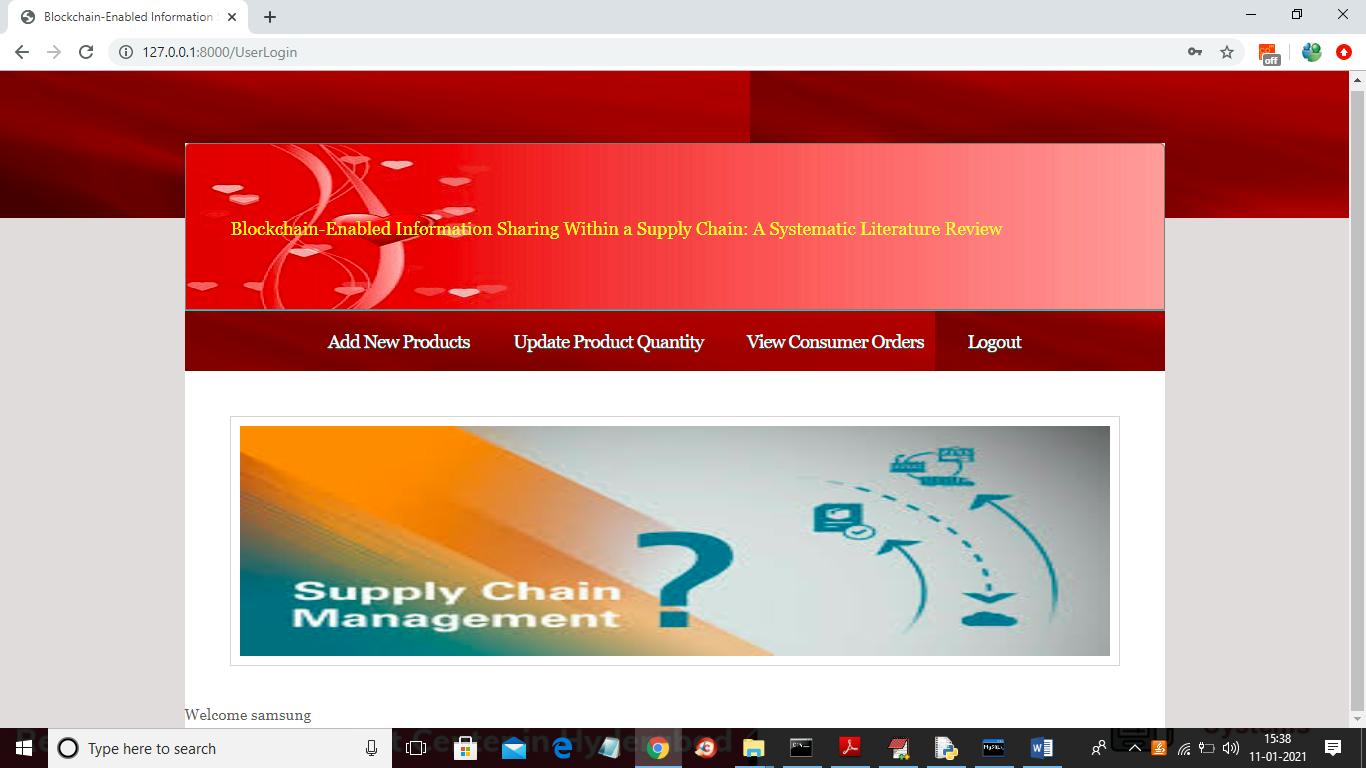 Blockchain-Enabled Information S
127.0.0.1:8000/UserLogin
off
Blockchain-Enabled Information Sharing Within a Supply Chain: A Systematic Literature Review
Add New Products Update Product Quantity View Consumer Orders Logout
Supply Chain
Management
?
Welcome samsung
Type here to search
15:38
11-01-2021